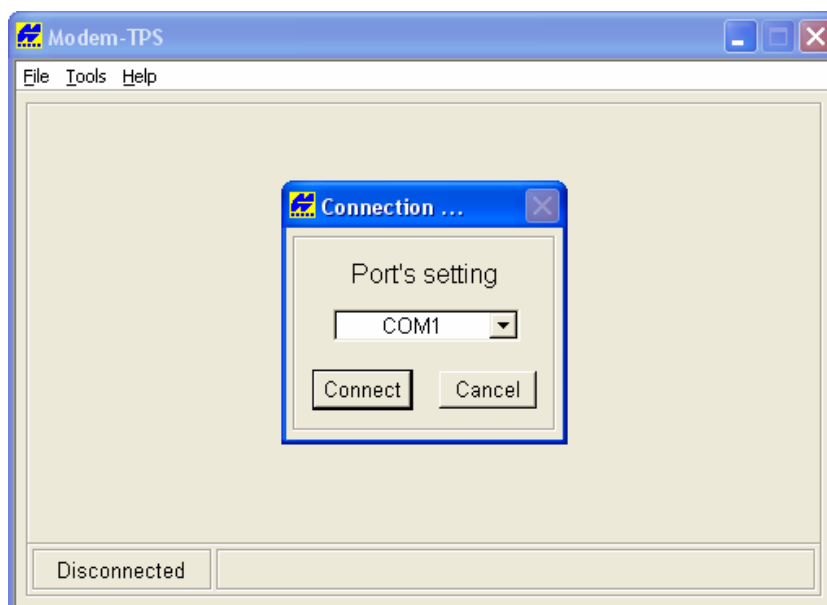 Modem-TPS
File Tools Help
Connection ...
Port's setting
COM1
Connect Cancel
Disconnected